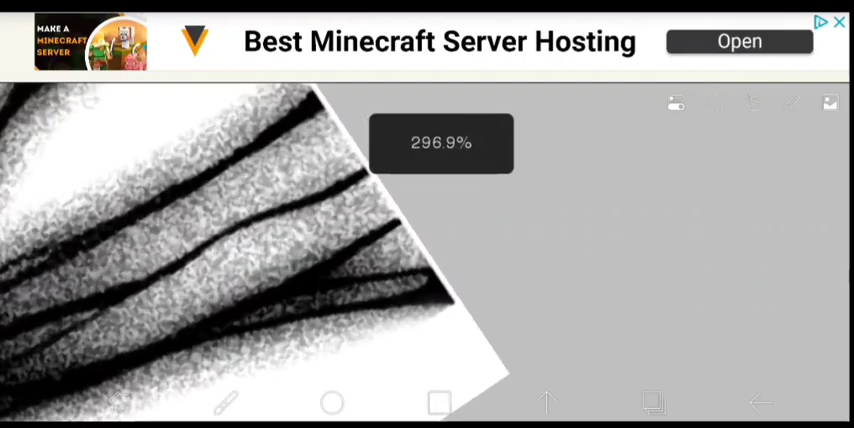 MAKE A
MINECRAFT
SERVER
Best Minecraft Server Hosting
Open
296.9%